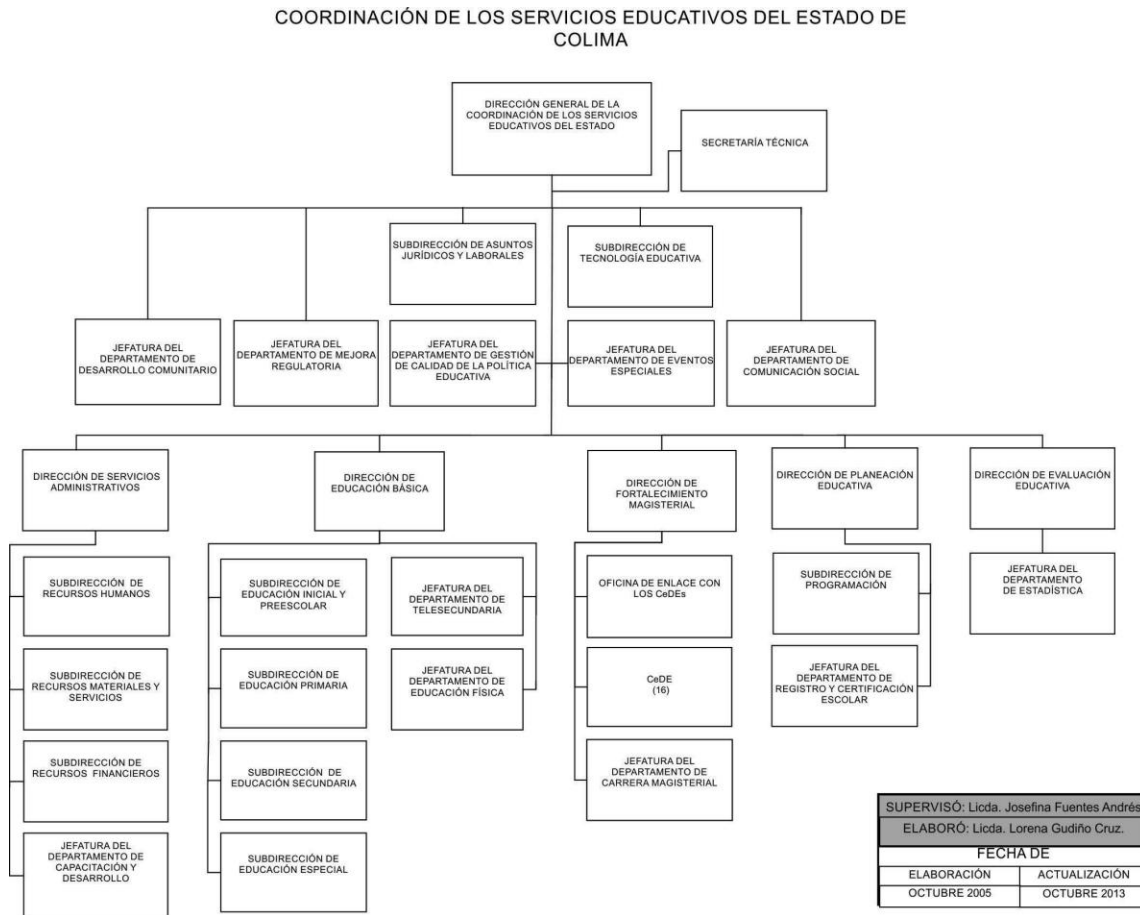 COORDINACIÓN DE LOS SERVICIOS EDUCATIVOS DEL ESTADO DE
COLIMA
DIRECCIÓN GENERAL DE LA
COORDINACIÓN DE LOS SERVICIOS
EDUCATIVOS DEL ESTADO
SECRETARÍA TÉCNICA
SUBDIRECCIÓN DE ASUNTOS
JURÍDICOS Y LABORALES
SUBDIRECCIÓN DE
TECNOLOGÍA EDUCATIVA
JEFATURA DEL
DEPARTAMENTO DE
DESARROLLO COMUNITARIO
JEFATURA DEL
DEPARTAMENTO DE MEJORA
REGULATORIA
JEFATURA DEL
DEPARTAMENTO DE GESTIÓN
DE CALIDAD DE LA POLÍTICA
EDUCATIVA
JEFATURA DEL
DEPARTAMENTO DE EVENTOS
ESPECIALES
JEFATURA DEL
DEPARTAMENTO DE
COMUNICACIÓN SOCIAL
DIRECCIÓN DE SERVICIOS
ADMINISTRATIVOS
DIRECCIÓN DE
EDUCACIÓN BÁSICA
DIRECCIÓN DE
FORTALECIMIENTO
MAGISTERIAL
DIRECCIÓN DE PLANEACIÓN
EDUCATIVA
DIRECCIÓN DE EVALUACIÓN
EDUCATIVA
SUBDIRECCIÓN DE
RECURSOS HUMANOS
SUBDIRECCIÓN DE
EDUCACIÓN INICIAL Y
PREESCOLAR
JEFATURA DEL
DEPARTAMENTO DE
TELESECUNDARIA
OFICINA DE ENLACE CON
LOS CeDEs
SUBDIRECCIÓN DE
PROGRAMACIÓN
JEFATURA DEL
DEPARTAMENTO
DE ESTADÍSTICA
SUBDIRECCIÓN DE
RECURSOS MATERIALES Y
SERVICIOS
SUBDIRECCIÓN DE
EDUCACIÓN PRIMARIA
JEFATURA DEL
DEPARTAMENTO DE
EDUCACIÓN FÍSICA
CeDE
(16)
JEFATURA DEL
DEPARTAMENTO DE
REGISTRO Y CERTIFICACIÓN
ESCOLAR
SUBDIRECCIÓN DE
RECURSOS FINANCIEROS
SUBDIRECCIÓN DE
EDUCACIÓN SECUNDARIA
JEFATURA DEL
DEPARTAMENTO DE
CARRERA MAGISTERIAL
JEFATURA DEL
DEPARTAMENTO DE
CAPACITACIÓN Y
DESARROLLO
SUBDIRECCIÓN DE
EDUCACIÓN ESPECIAL
SUPERVISÓ: Licda. Josefina Fuentes Andrés
ELABORÓ: Licda. Lorena Gudiño Cruz.
FECHA DE
ELABORACIÓN
ACTUALIZACIÓN
OCTUBRE 2005
OCTUBRE 2013